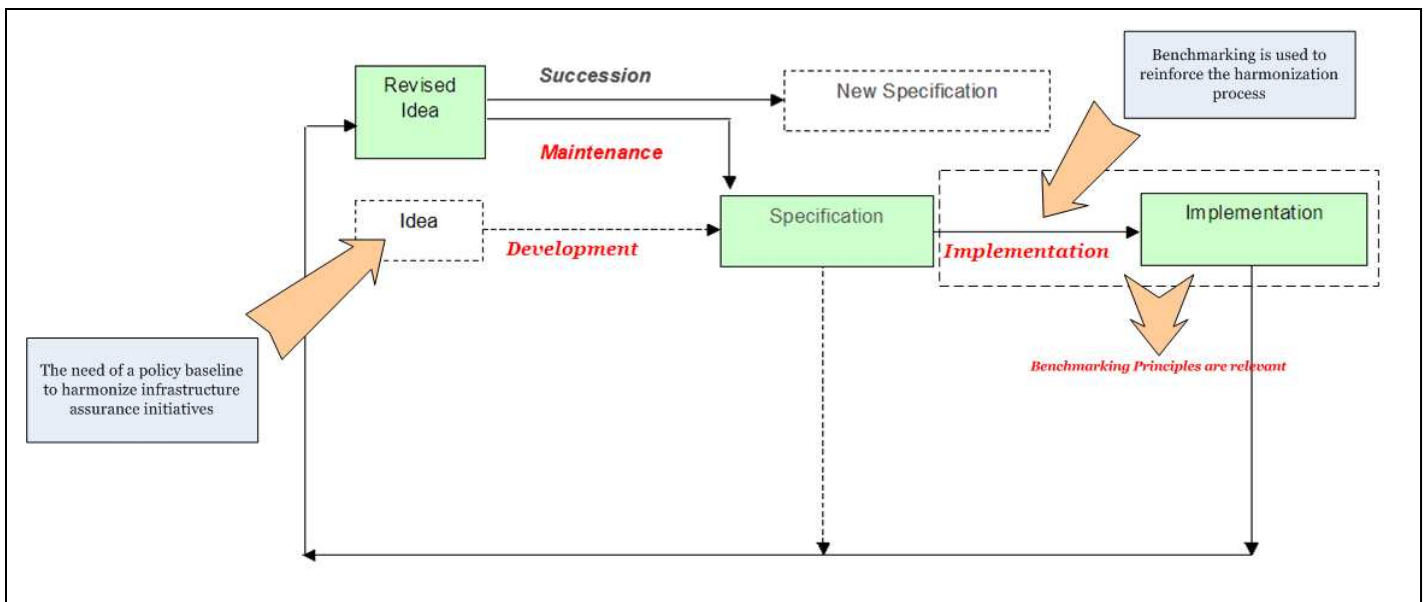 Revised
Idea
Succession
New Specification
Benchmarking is used to
reinforce the harmonization
process
Maintenance
Idea
Development
Specification
Implementation
Implementation
The need of a policy baseline
to harmonize infrastructure
assurance initiatives
Benchmarking Principles are relevant